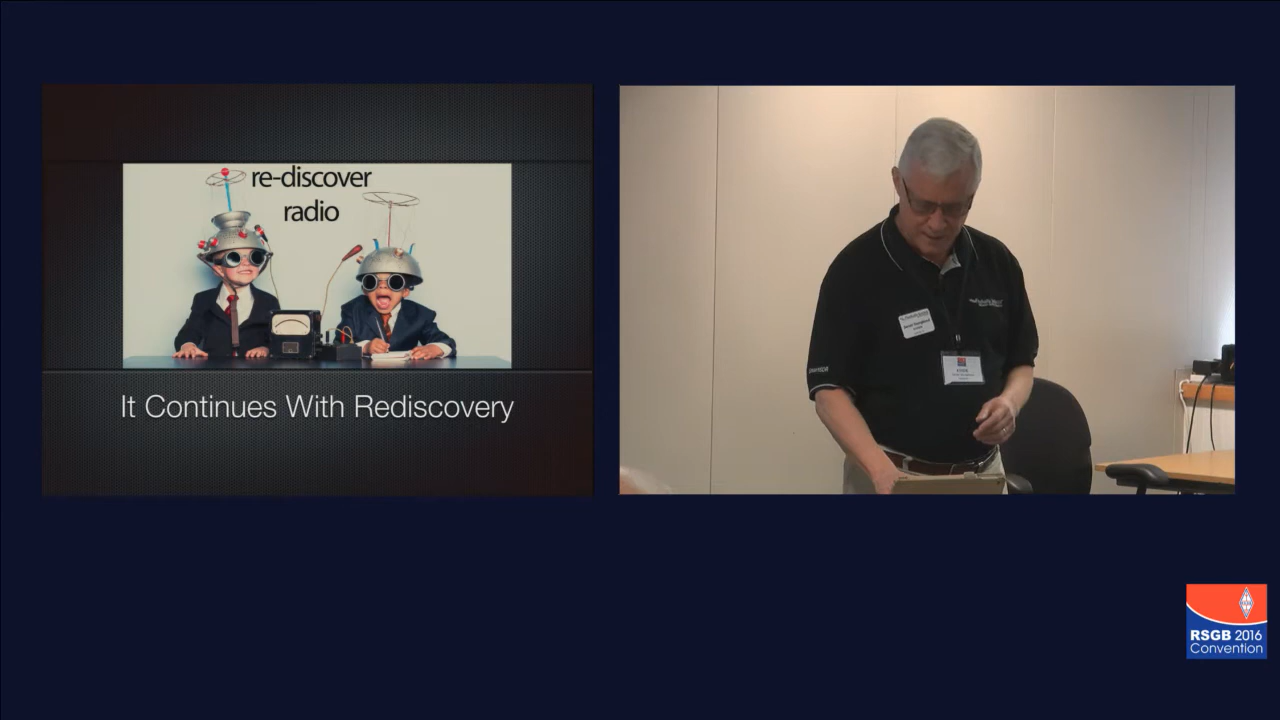 re-discover
radio
It Continues With Rediscovery
RSGB 2016
Convention